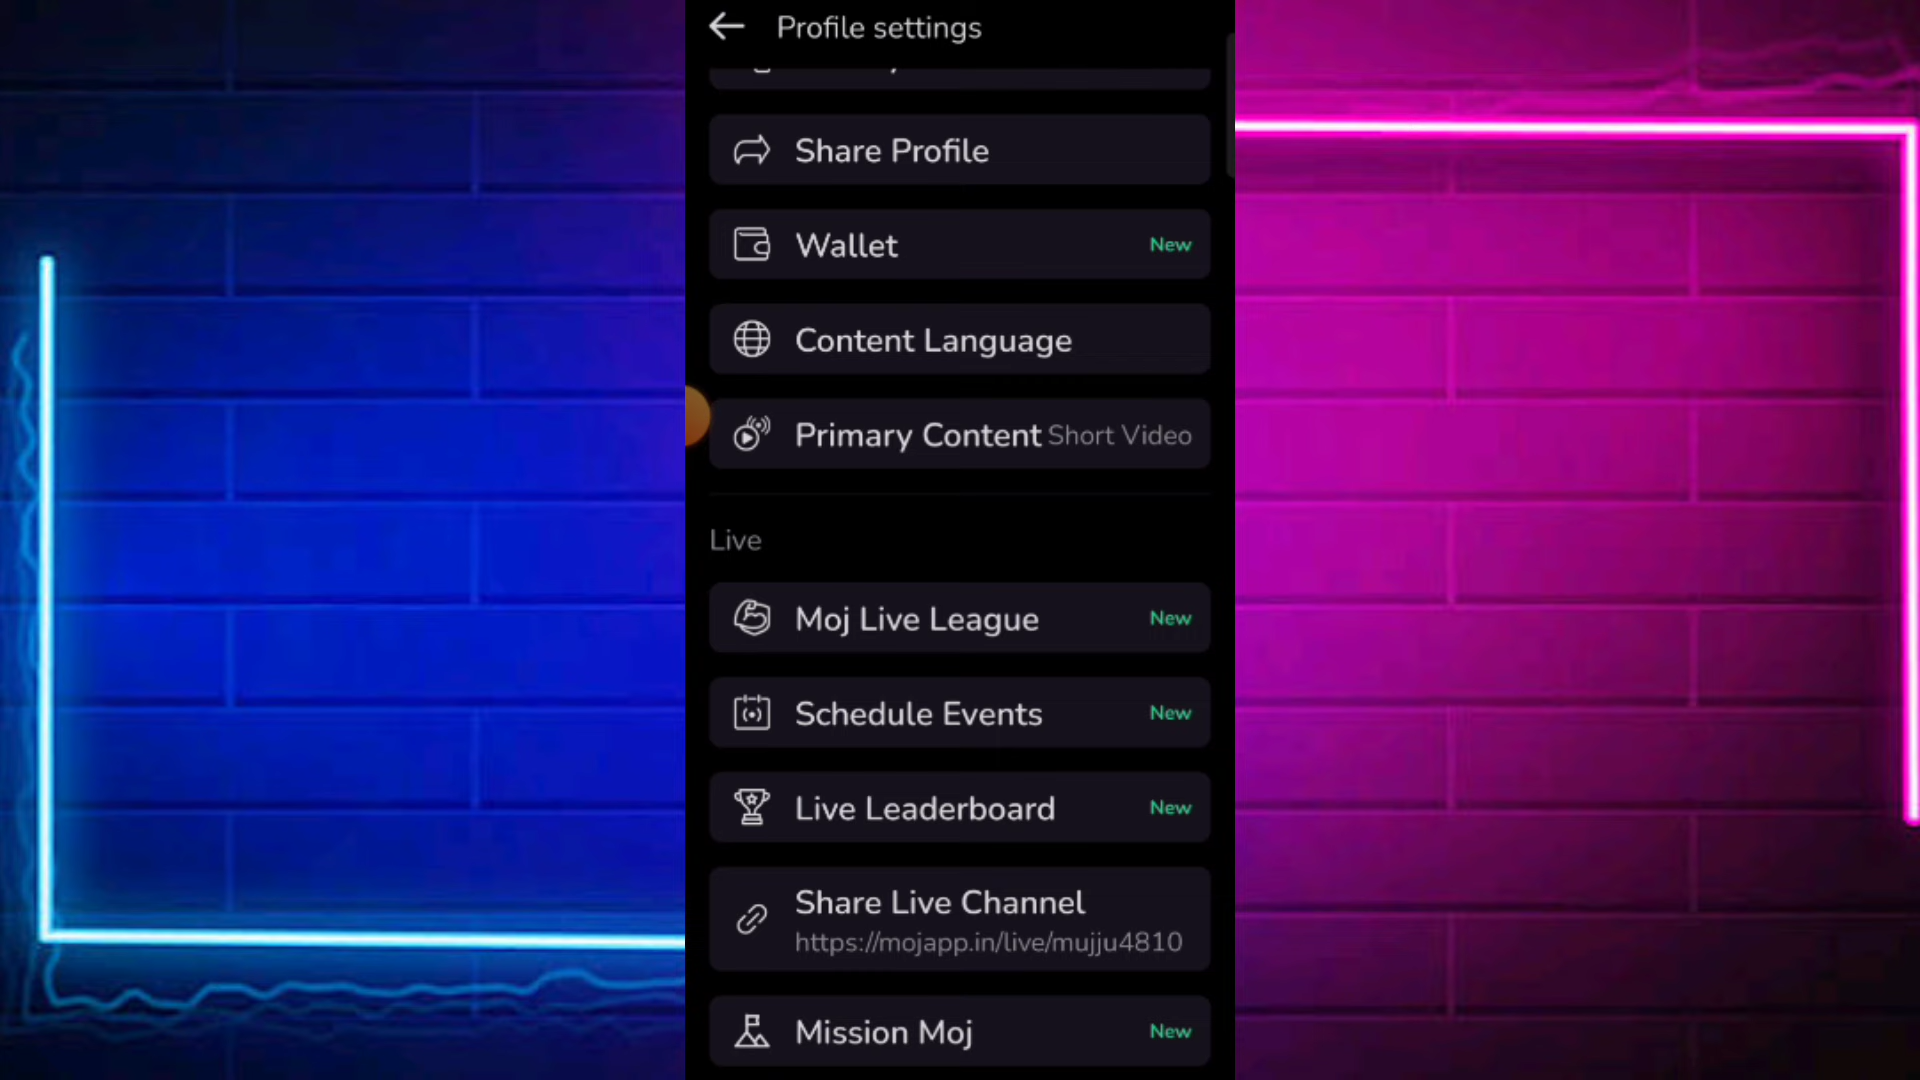 Profile settings
Share Profile
Wallet New
Content Language
Primary Content Short Video
Live
Moj Live League New
Schedule Events New
Live Leaderboard New
Share Live Channel
https://mojapp.in/live/mujju4810
Mission Moj New